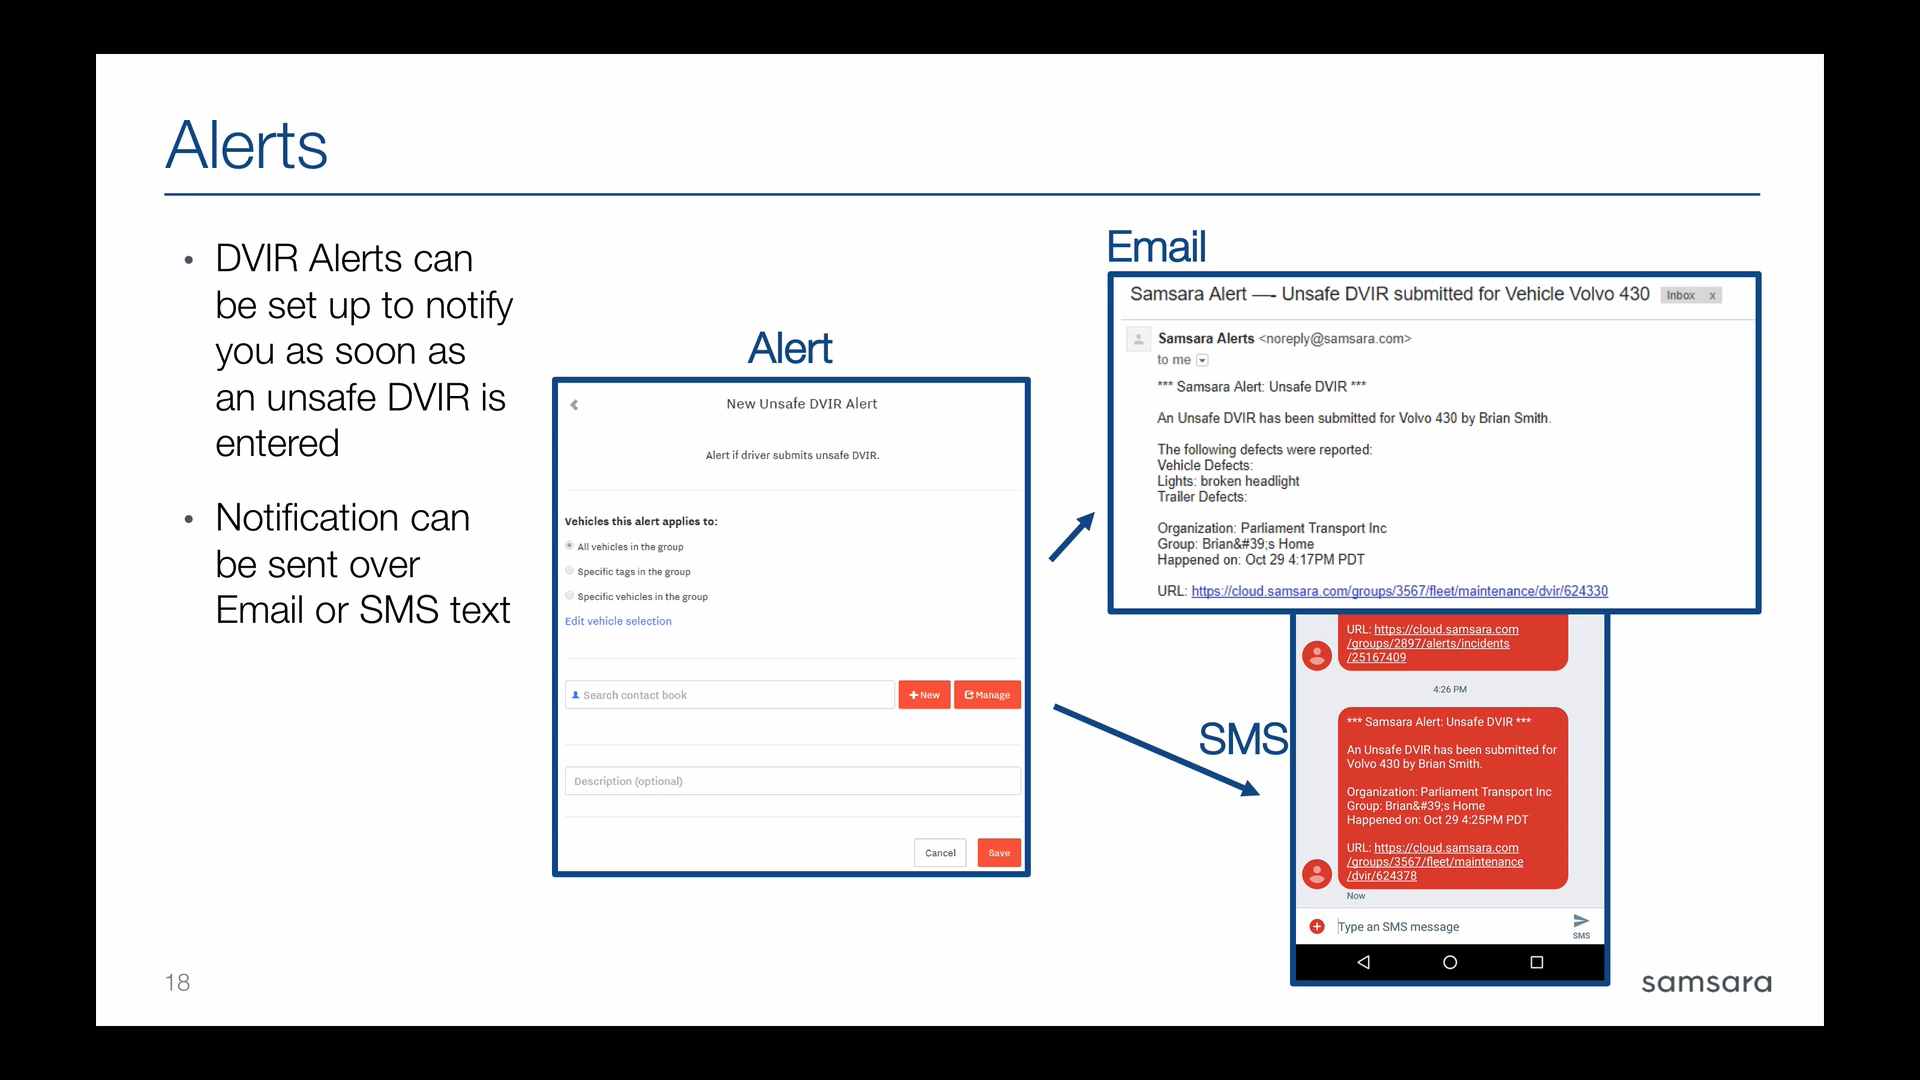 Alerts
• DVIR Alerts can
be set up to notify
you as soon as
an unsafe DVIR is
entered
• Notification can
be sent over
Email or SMS text
Alert
New Unsafe DVIR Alert
Alert if driver submits unsafe DVIR.
Vehicles this alert applies to:
All vehicles in the group
Specific tags in the group
Specific vehicles in the group
Edit vehicle selection
Search contact book
+ New
Manage
Description (optional)
Cancel
Save
Email
Samsara Alert —- Unsafe DVIR submitted for Vehicle Volvo 430
Inbox x
Samsara Alerts <noreply@samsara.com>
to me
*** Samsara Alert: Unsafe DVIR ***
An Unsafe DVIR has been submitted for Volvo 430 by Brian Smith.
The following defects were reported:
Vehicle Defects:
Lights: broken headlight
Trailer Defects:
Organization: Parliament Transport Inc
Group: Brian&#39;s Home
Happened on: Oct 29 4:17PM PDT
URL: https://cloud.samsara.com/groups/3567/fleet/maintenance/dvir/624330
SMS
URL: https://cloud.samsara.com
/groups/2897/alerts/incidents
/25167409
4:26 PM
*** Samsara Alert: Unsafe DVIR ***
An Unsafe DVIR has been submitted for
Volvo 430 by Brian Smith.
Organization: Parliament Transport Inc
Group: Brian&#39;s Home
Happened on: Oct 29 4:25PM PDT
URL: https://cloud.samsara.com
/groups/3567/fleet/maintenance
/dvir/624378
Now
Type an SMS message
SMS
18
samsara